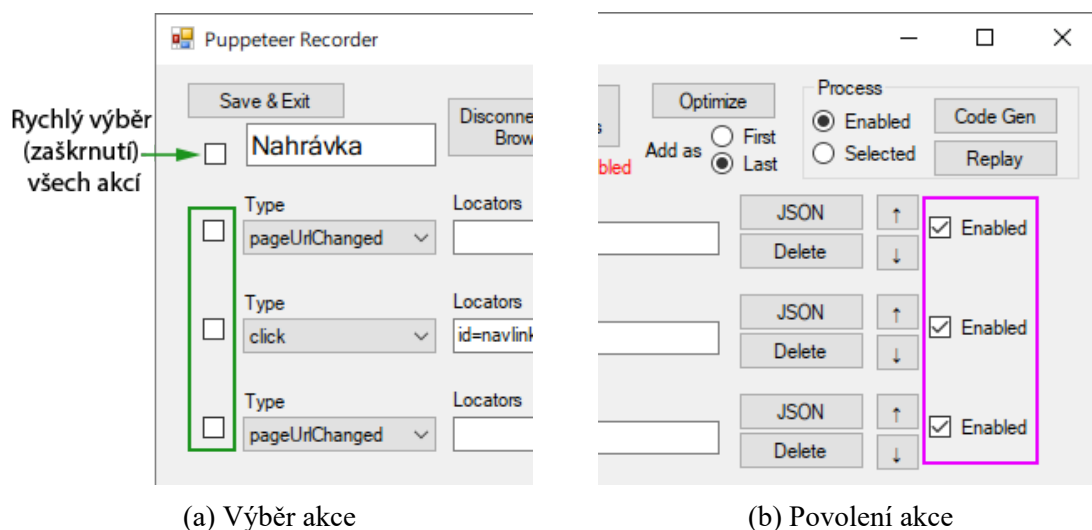 Puppeteer Recorder
Save & Exit
Rychlý výběr
(zaškrnutí)
všech akcí
Nahrávka
Disconne
Brow
Type
Locators
pageUrlChanged
Type
Locators
click
id=navlink
Type
Locators
pageUrlChanged
(a) Výběr akce
Optimize
Process
Enabled
Code Gen
s
bled
Add as
First
Last
Selected
Replay
JSON
↑
Enabled
Delete
↓
JSON
↑
Enabled
Delete
↓
JSON
↑
Enabled
Delete
↓
(b) Povolení akce